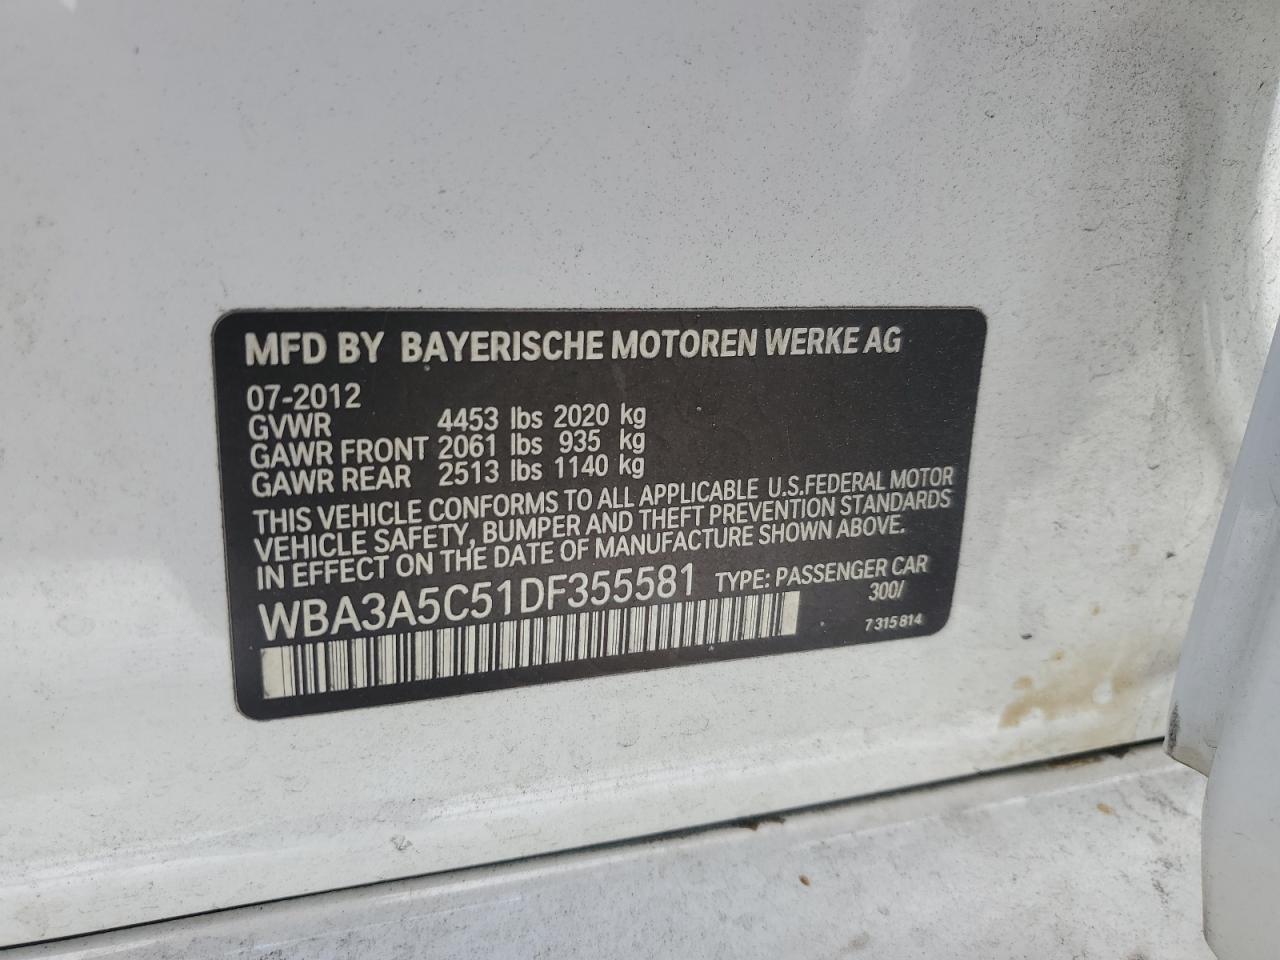 MFD BY BAYERISCHE MOTOREN WERKE AG
07-2012
GVWR 4453 lbs 2020 kg
GAWR FRONT 2061 lbs 935 kg
GAWR REAR 2513 lbs 1140 kg
THIS VEHICLE CONFORMS TO ALL APPLICABLE U.S.FEDERAL MOTOR
VEHICLE SAFETY, BUMPER AND THEFT PREVENTION STANDARDS
IN EFFECT ON THE DATE OF MANUFACTURE SHOWN ABOVE.
WBA3A5C51DF355581 TYPE: PASSENGER CAR
300/
7 315 814